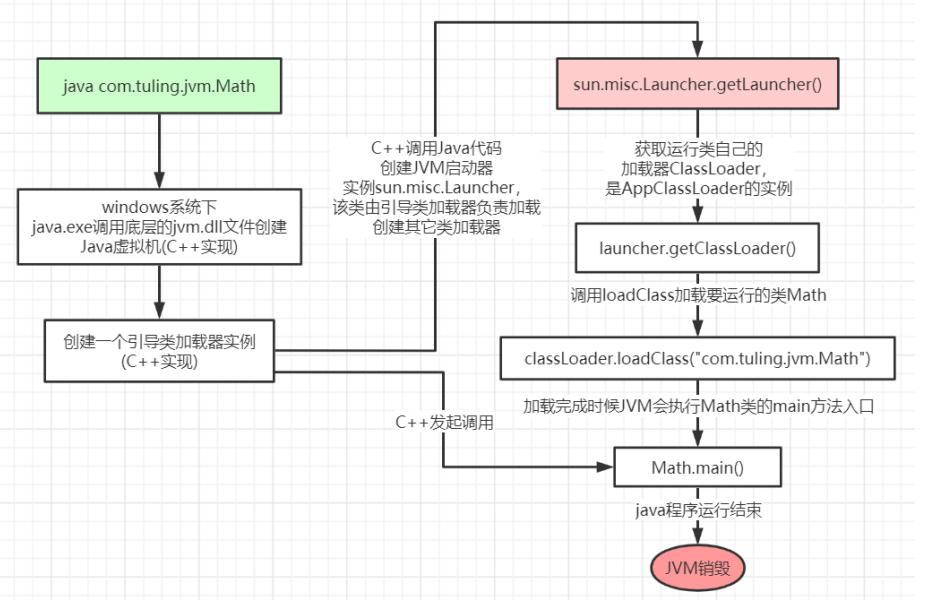 java com.tuling.jvm.Math
windows系统下
java.exe调用底层的jvm.dll文件创建
Java虚拟机(C++实现)
创建一个引导类加载器实例
(C++实现)
C++调用Java代码
创建JVM启动器
实例sun.misc.Launcher，
该类由引导类加载器负责加载
创建其它类加载器
C++发起调用
sun.misc.Launcher.getLauncher()
获取运行类自己的
加载器ClassLoader，
是AppClassLoader的实例
launcher.getClassLoader()
调用loadClass加载要运行的类Math
classLoader.loadClass("com.tuling.jvm.Math")
加载完成时候JVM会执行Math类的main方法入口
Math.main()
java程序运行结束
JVM销毁